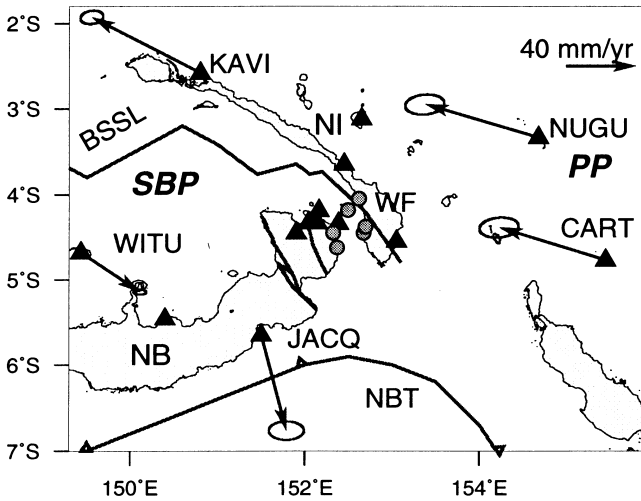 2°S
KAVI
40 mm/yr
3°S
BSSL
NI
NUGU
PP
SBP
4°S
WF
WITU
CART
5°S
NB
JACQ
6°S
NBT
7°S
150°E
152°E
154°E